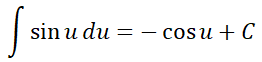 ∫ sin u du = − cos u + C